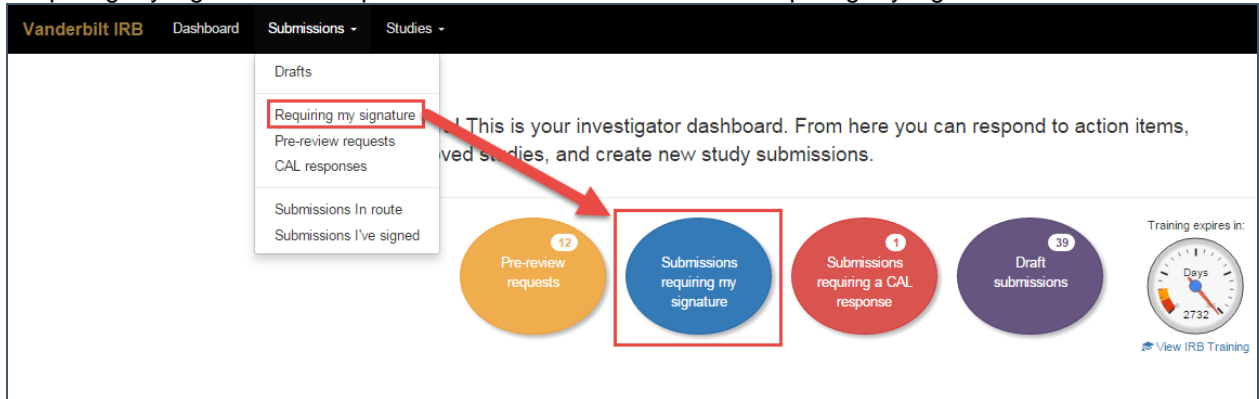 Vanderbilt IRB Dashboard Submissions Studies
Drafts
Requiring my signature
Pre-review requests
CAL responses
Submissions In route
Submissions I've signed
This is your investigator dashboard. From here you can respond to action items,
studies, and create new study submissions.
12
Pre-review
requests
Submissions
requiring my
signature
1
Submissions
requiring a CAL
response
39
Draft
submissions
Training expires in:
Days
2732
View IRB Training